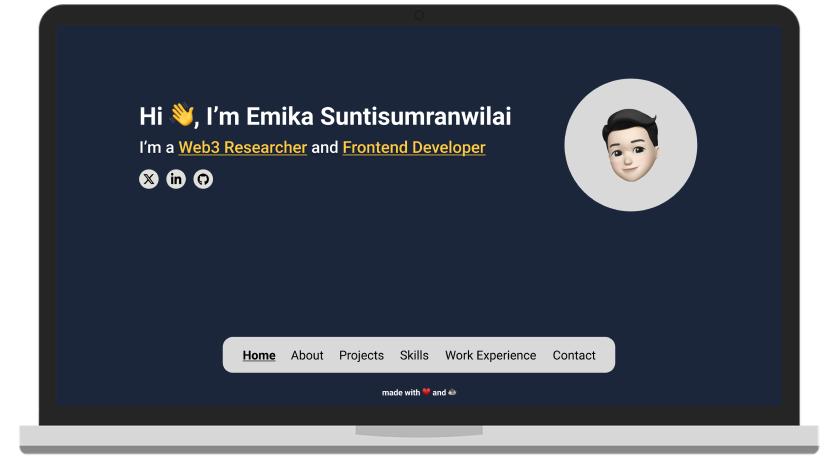 Hi 👋, I’m Emika Suntisumranwilai
I’m a Web3 Researcher and Frontend Developer
Home About Projects Skills Work Experience Contact
made with ❤️ and ☕